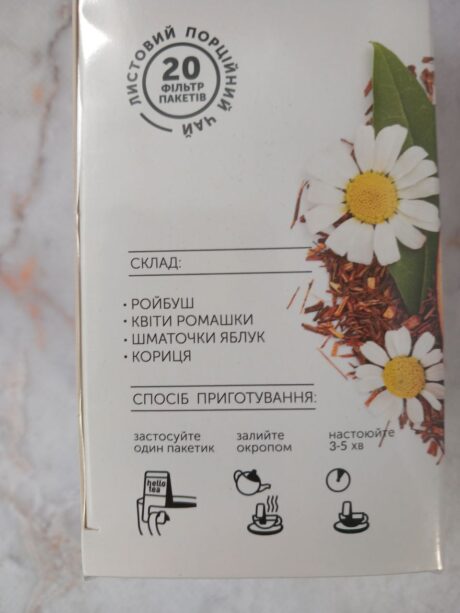 ЛИСТОВИЙ ПОРЦІЙНИЙ ЧАЙ
20
ФІЛЬТР
ПАКЕТІВ
СКЛАД:
• РОЙБУШ
• КВІТИ РОМАШКИ
• ШМАТОЧКИ ЯБЛУК
• КОРИЦЯ
СПОСІБ ПРИГОТУВАННЯ:
застосуйте
один пакетик
залийте
окропом
настоюйте
3-5 хв
hello
tea